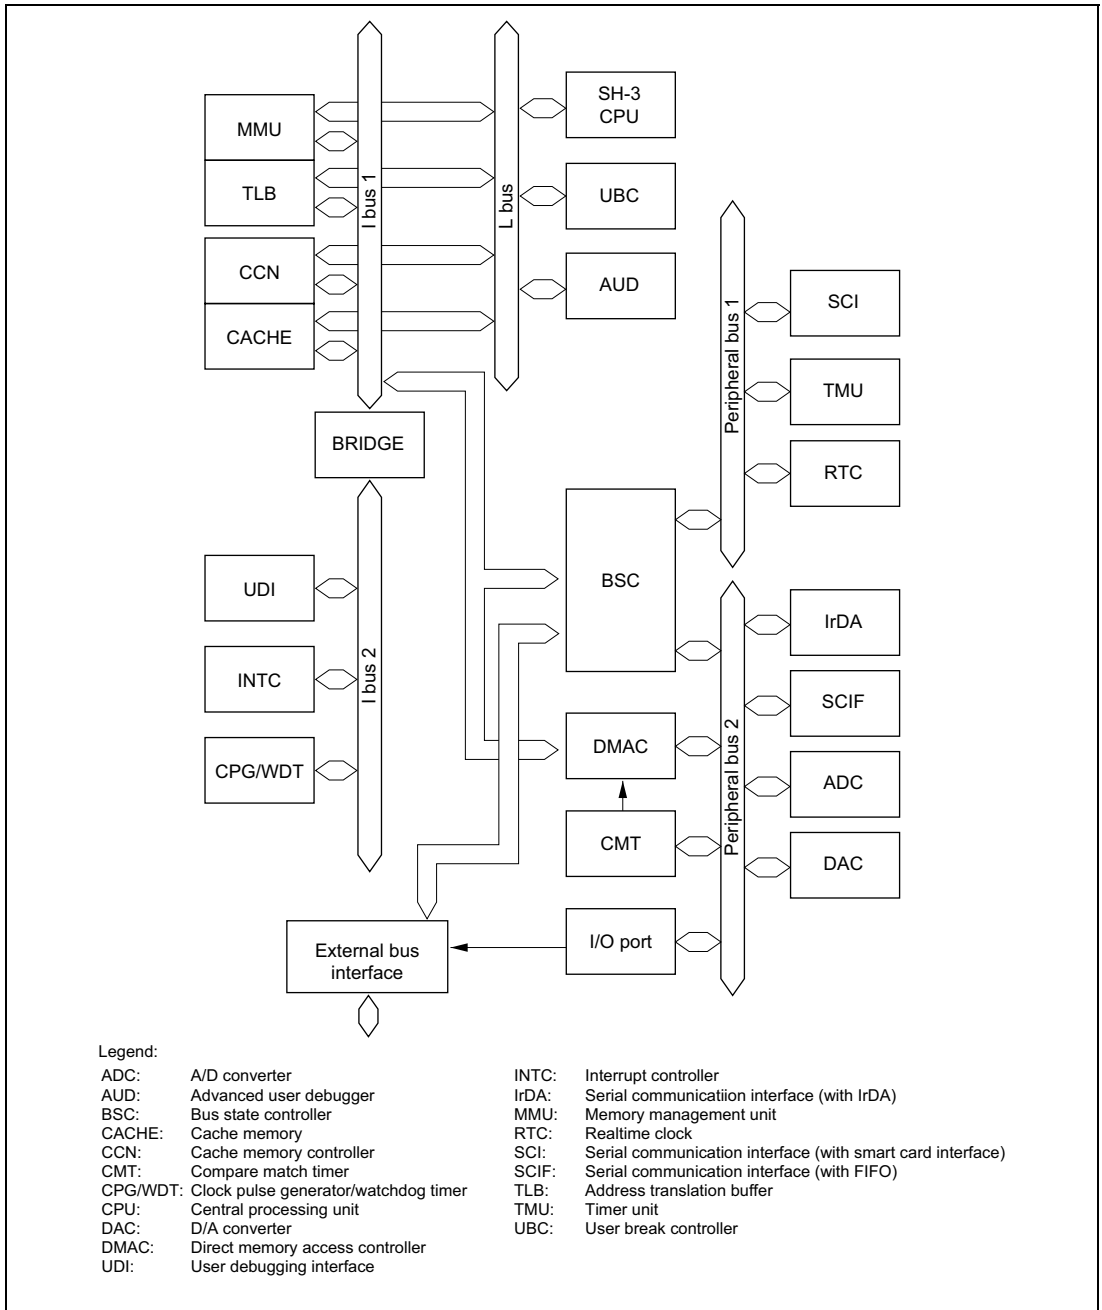 MMU
TLB
CCN
CACHE
I bus 1
L bus
SH-3
CPU
UBC
AUD
BRIDGE
Peripheral bus 1
SCI
TMU
RTC
BSC
UDI
INTC
CPG/WDT
I bus 2
DMAC
CMT
I/O port
Peripheral bus 2
IrDA
SCIF
ADC
DAC
External bus
interface
Legend:
ADC: A/D converter
AUD: Advanced user debugger
BSC: Bus state controller
CACHE: Cache memory
CCN: Cache memory controller
CMT: Compare match timer
CPG/WDT: Clock pulse generator/watchdog timer
CPU: Central processing unit
DAC: D/A converter
DMAC: Direct memory access controller
UDI: User debugging interface
INTC: Interrupt controller
IrDA: Serial communicatiion interface (with IrDA)
MMU: Memory management unit
RTC: Realtime clock
SCI: Serial communication interface (with smart card interface)
SCIF: Serial communication interface (with FIFO)
TLB: Address translation buffer
TMU: Timer unit
UBC: User break controller